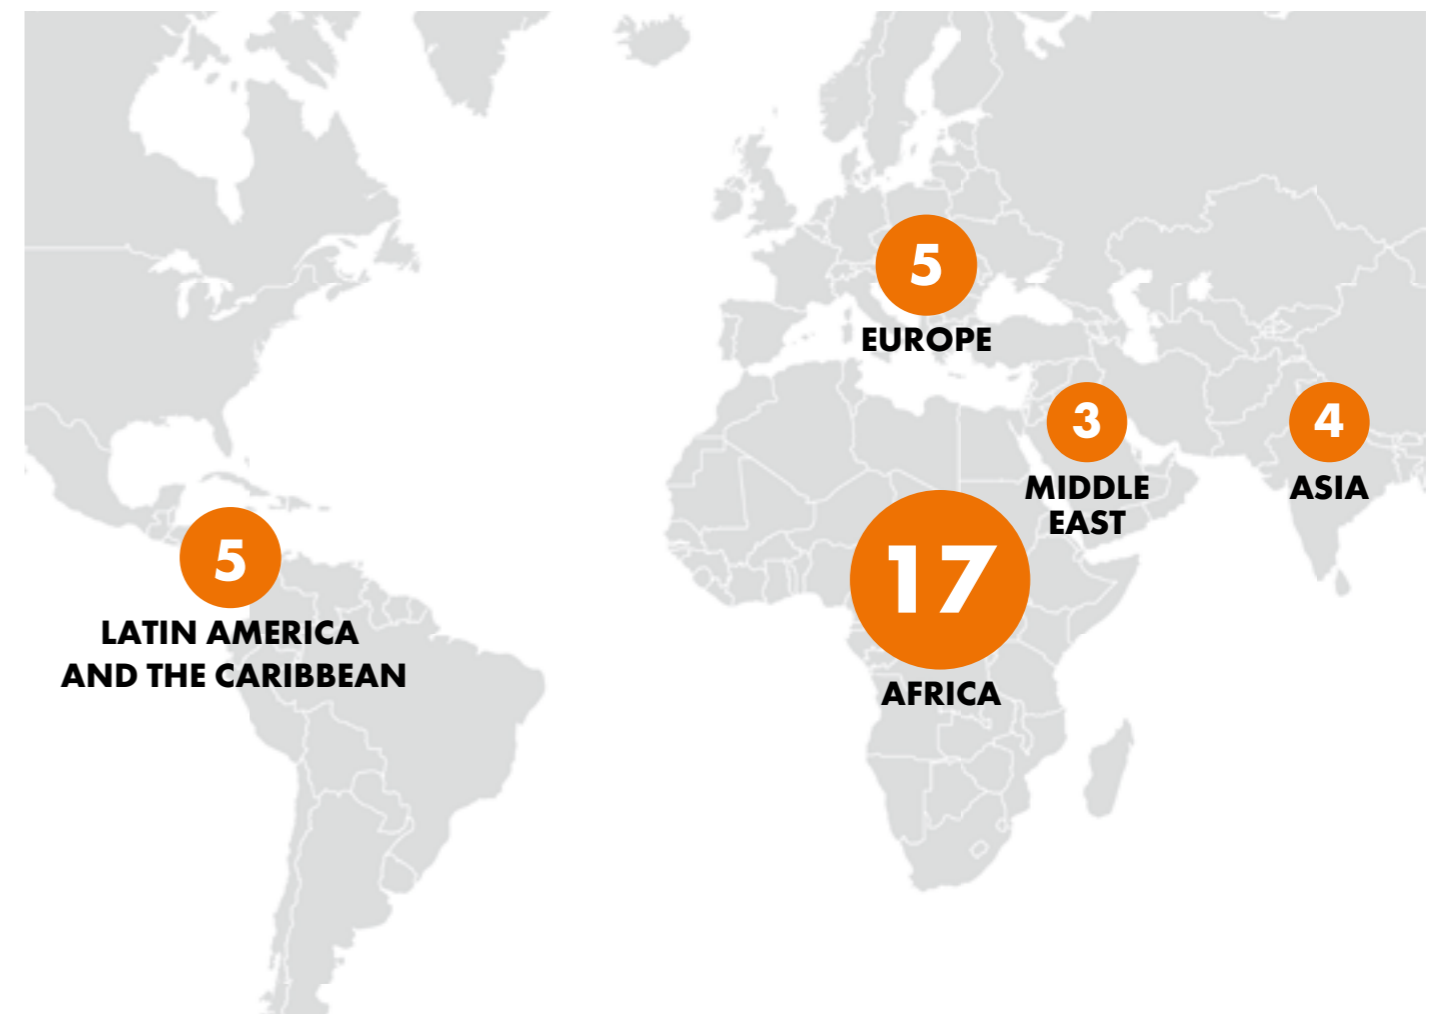 5
EUROPE
3
MIDDLE
EAST
4
ASIA
5
LATIN AMERICA
AND THE CARIBBEAN
17
AFRICA